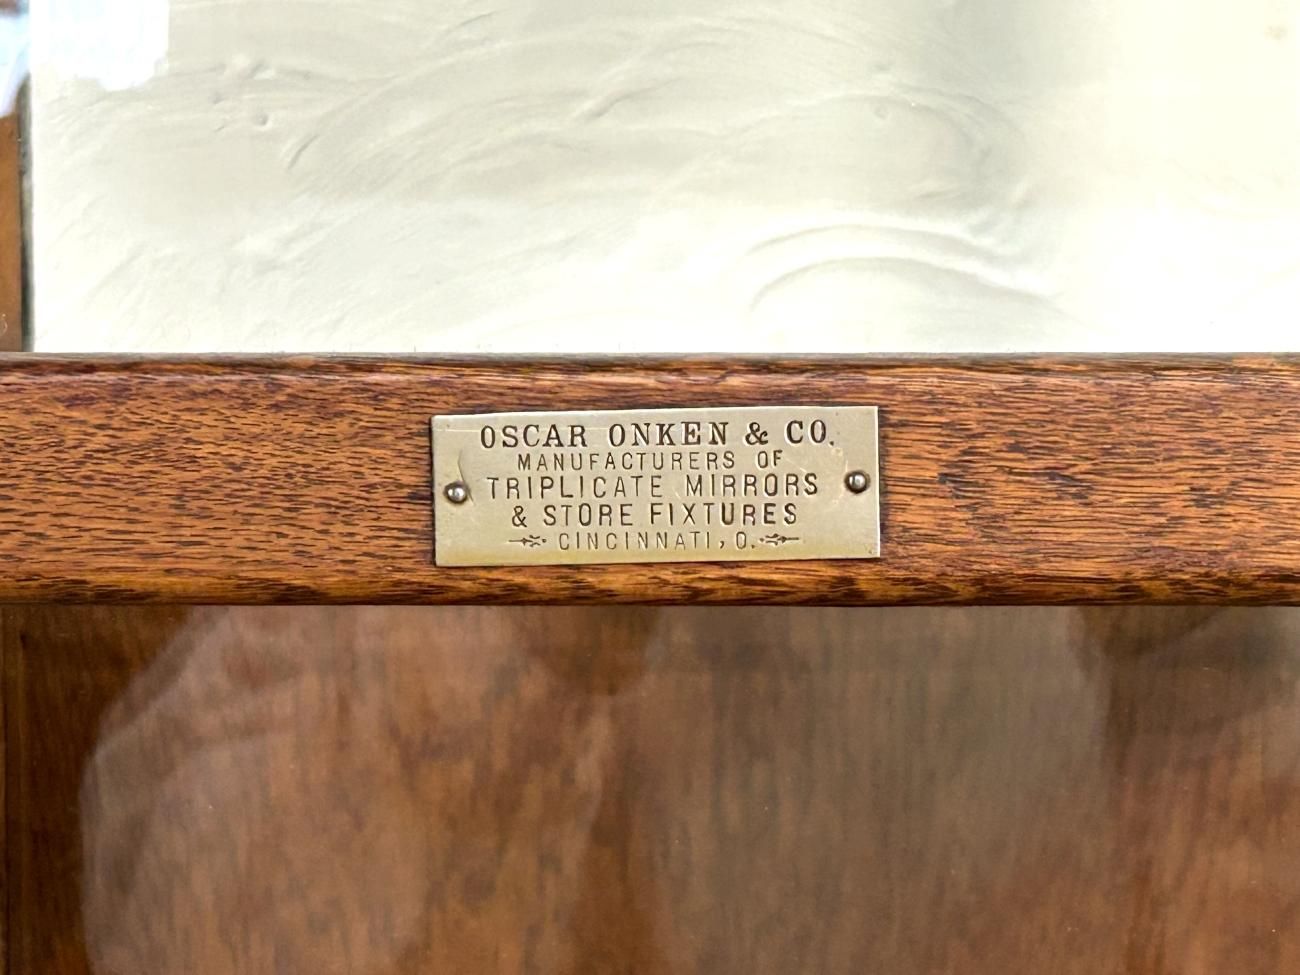 OSCAR ONKEN & CO.
MANUFACTURERS OF
TRIPLICATE MIRRORS
& STORE FIXTURES
CINCINNATI, O.